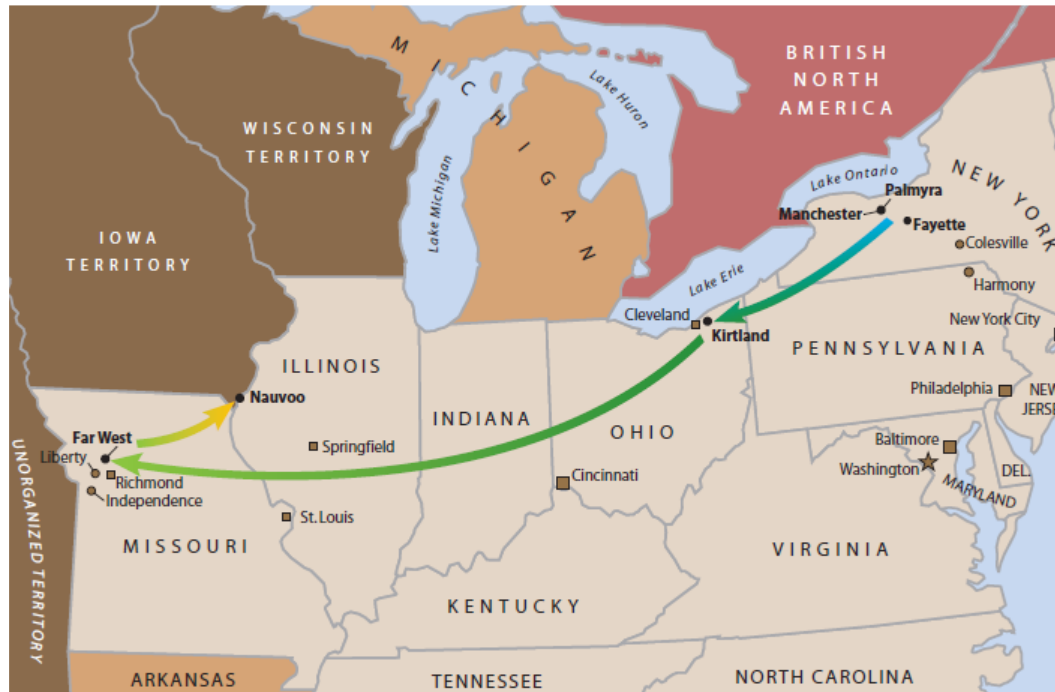 BRITISH
NORTH
AMERICA
MICHIGAN
Lake Huron
WISCONSIN
TERRITORY
Lake Michigan
Lake Ontario
NEW YORK
Palmyra
Manchester
Fayette
IOWA
TERRITORY
Colesville
Lake Erie
Harmony
Cleveland
Kirtland
New York City
PENNSYLVANIA
ILLINOIS
Philadelphia
NEW
JERS
Nauvoo
INDIANA
OHIO
Far West
Springfield
Baltimore
Liberty
Washington
DEL.
Richmond
Cincinnati
MARYLAND
Independence
UNORGANIZED TERRITORY
St. Louis
MISSOURI
VIRGINIA
KENTUCKY
ARKANSAS
TENNESSEE
NORTH CAROLINA